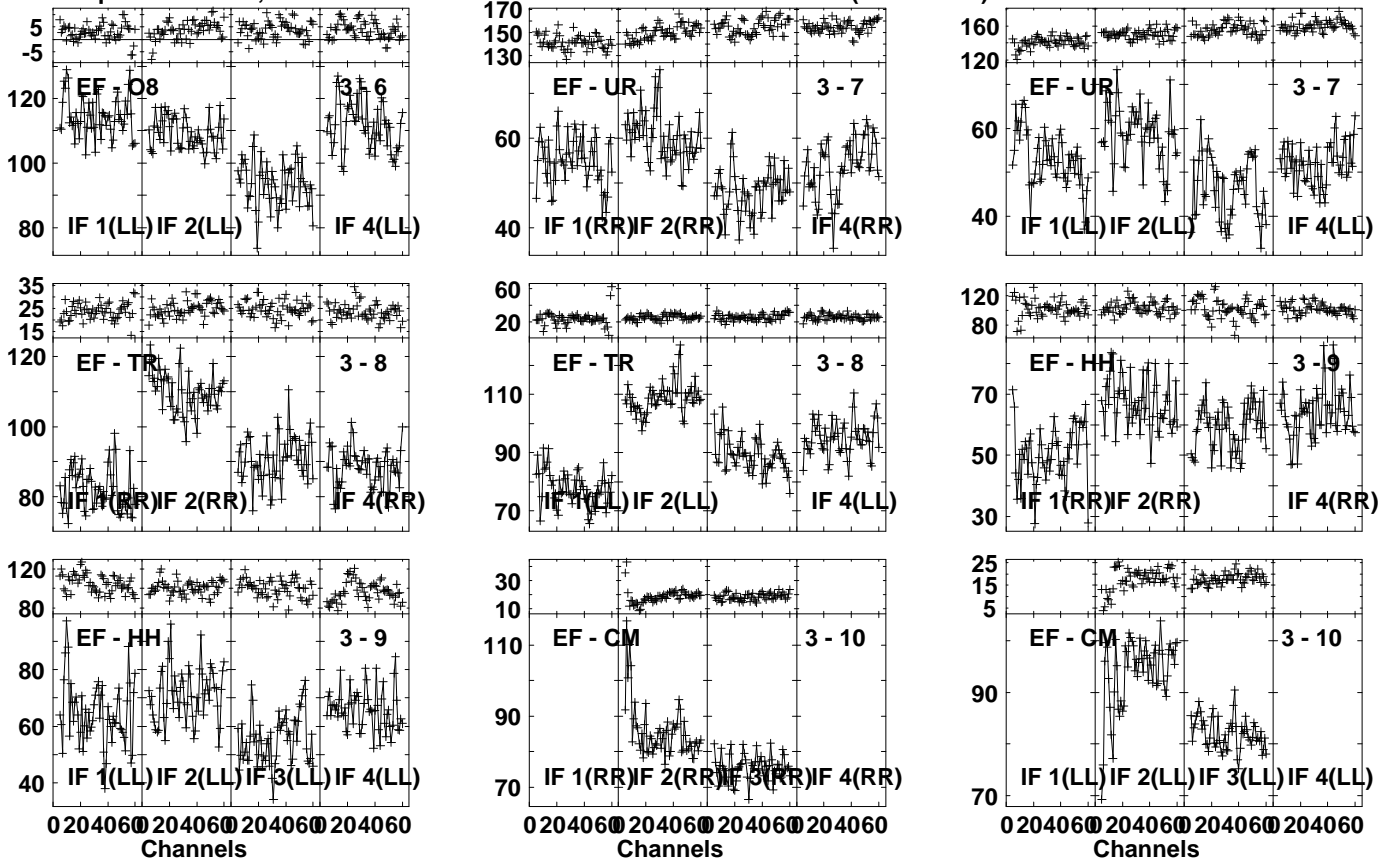 5
-5
EF - O8
3 - 6
120
100
80
IF 1(LL) IF 2(LL) IF 4(LL)
170
150
130
EF - UR
3 - 7
60
40
IF 1(RR) IF 2(RR) IF 4(RR)
160
120
EF - UR
3 - 7
60
40
IF 1(LL) IF 2(LL) IF 4(LL)
35
25
15
EF - TR
3 - 8
120
100
80
IF 1(RR) IF 2(RR) IF 4(RR)
60
20
EF - TR
3 - 8
110
90
70
IF 1(LL) IF 2(LL) IF 4(LL)
120
80
EF - HH
3 - 9
70
50
30
IF 1(RR) IF 2(RR) IF 4(RR)
120
80
EF - HH
3 - 9
80
60
40
IF 1(LL) IF 2(LL) IF 3(LL) IF 4(LL)
0 20 40 60 0 20 40 60 0 20 40 60 0 20 40 60
Channels
30
10
EF - CM
3 - 10
110
90
70
IF 1(RR) IF 2(RR) IF 3(RR) IF 4(RR)
0 20 40 60 0 20 40 60 0 20 40 60 0 20 40 60
Channels
25
15
5
EF - CM
3 - 10
90
70
IF 1(LL) IF 2(LL) IF 3(LL) IF 4(LL)
0 20 40 60 0 20 40 60 0 20 40 60 0 20 40 60
Channels